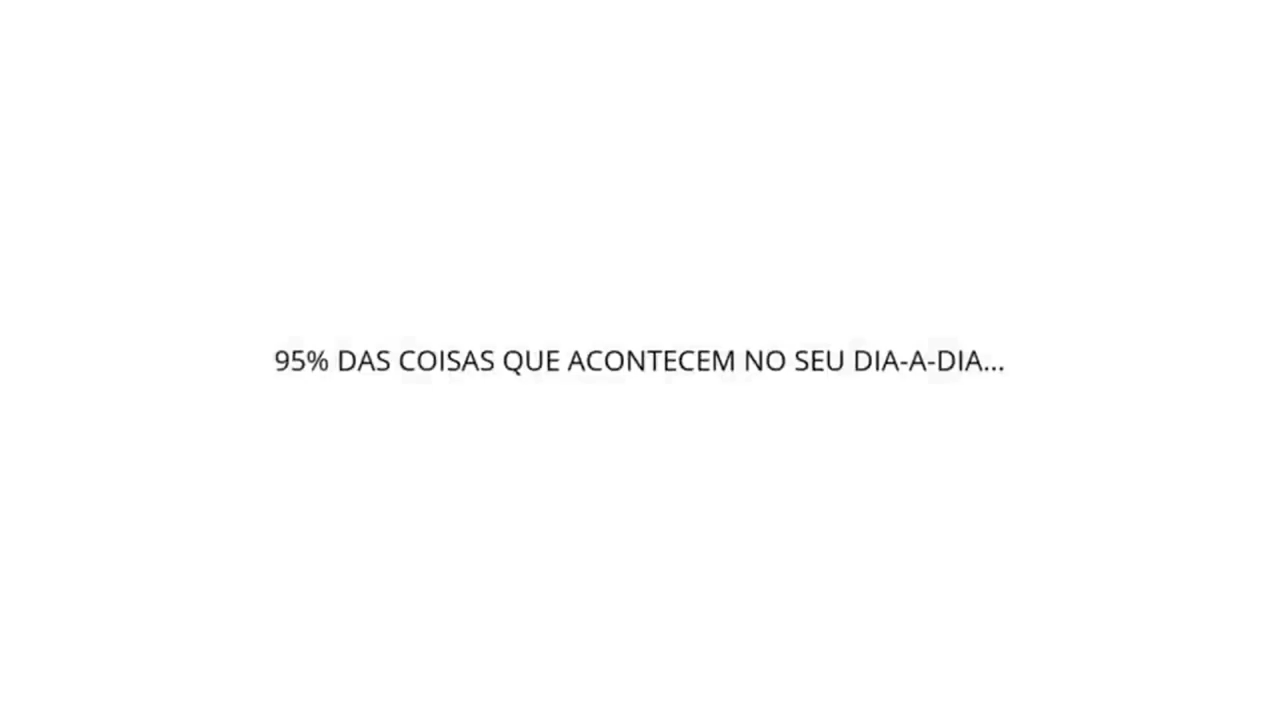 95% DAS COISAS QUE ACONTECEM NO SEU DIA-A-DIA...